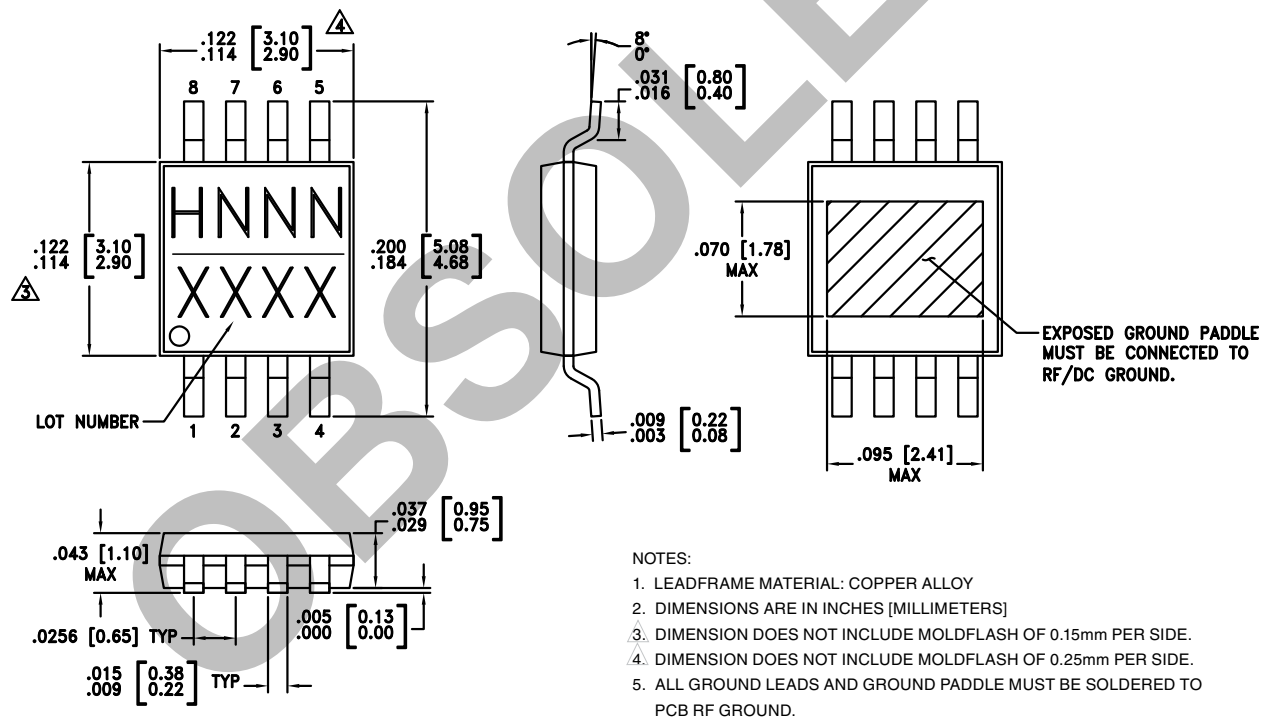 .122 [3.10]
.114 [2.90]
4
8 7 6 5
HNNN
XXXX
.122 [3.10]
.114 [2.90]
3
.200 [5.08]
.184 [4.68]
LOT NUMBER
1 2 3 4
8°
0°
.031 [0.80]
.016 [0.40]
.009 [0.22]
.003 [0.08]
.070 [1.78]
MAX
EXPOSED GROUND PADDLE
MUST BE CONNECTED TO
RF/DC GROUND.
.095 [2.41]
MAX
.037 [0.95]
.029 [0.75]
.043 [1.10]
MAX
.005 [0.13]
.000 [0.00]
.0256 [0.65] TYP
.015 [0.38]
.009 [0.22] TYP
NOTES:
1. LEADFRAME MATERIAL: COPPER ALLOY
2. DIMENSIONS ARE IN INCHES [MILLIMETERS]
3. DIMENSION DOES NOT INCLUDE MOLDFLASH OF 0.15mm PER SIDE.
4. DIMENSION DOES NOT INCLUDE MOLDFLASH OF 0.25mm PER SIDE.
5. ALL GROUND LEADS AND GROUND PADDLE MUST BE SOLDERED TO
PCB RF GROUND.
OBSOLE